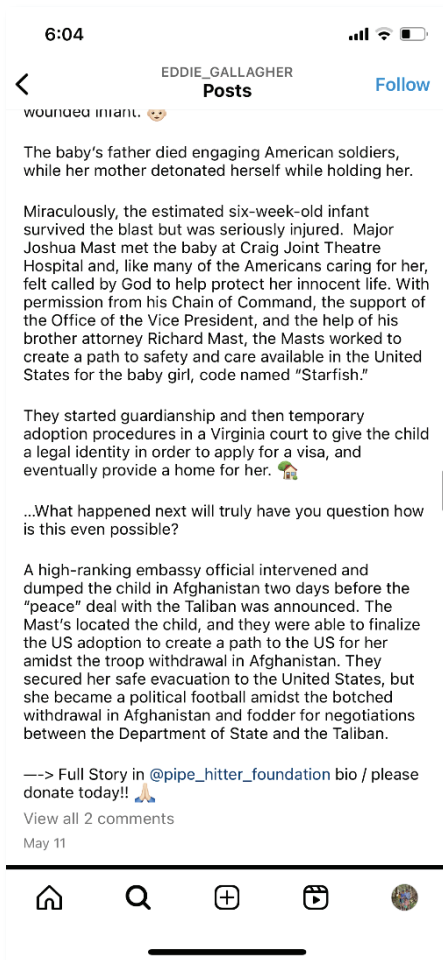 6:04
EDDIE_GALLAGHER
Posts
Follow
wounded infant. 👶🏻
The baby's father died engaging American soldiers,
while her mother detonated herself while holding her.
Miraculously, the estimated six-week-old infant
survived the blast but was seriously injured.  Major
Joshua Mast met the baby at Craig Joint Theatre
Hospital and, like many of the Americans caring for her,
felt called by God to help protect her innocent life. With
permission from his Chain of Command, the support of
the Office of the Vice President, and the help of his
brother attorney Richard Mast, the Masts worked to
create a path to safety and care available in the United
States for the baby girl, code named “Starfish.”
They started guardianship and then temporary
adoption procedures in a Virginia court to give the child
a legal identity in order to apply for a visa, and
eventually provide a home for her. 🏡
...What happened next will truly have you question how
is this even possible?
A high-ranking embassy official intervened and
dumped the child in Afghanistan two days before the
“peace” deal with the Taliban was announced. The
Mast's located the child, and they were able to finalize
the US adoption to create a path to the US for her
amidst the troop withdrawal in Afghanistan. They
secured her safe evacuation to the United States, but
she became a political football amidst the botched
withdrawal in Afghanistan and fodder for negotiations
between the Department of State and the Taliban.
—-> Full Story in @pipe_hitter_foundation bio / please
donate today!! 🙏🏻
View all 2 comments
May 11